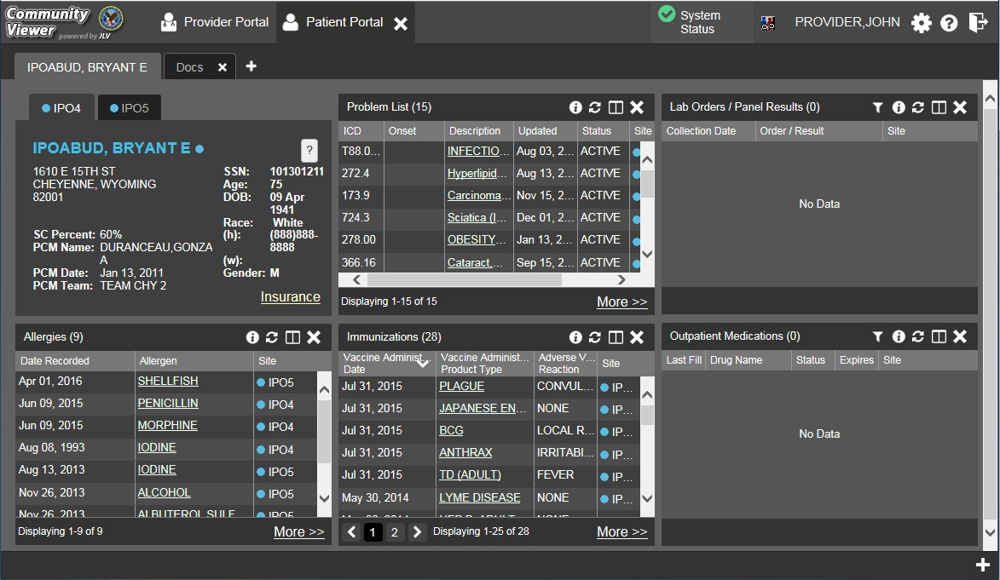 Community
Viewer
powered by JLV
Provider Portal
Patient Portal
System
Status
PROVIDER,JOHN
IPOABUD, BRYANT E
Docs
IPO4
IPO5
IPOABUD, BRYANT E
?
1610 E 15TH ST
CHEYENNE, WYOMING
82001
SC Percent: 60%
PCM Name: DURANCEAU,GONZA
A
PCM Date: Jan 13, 2011
PCM Team: TEAM CHY 2
SSN: 101301211
Age: 75
DOB: 09 Apr
1941
Race: White
(h): (888)888-
8888
(w):
Gender: M
Insurance
Problem List (15)
ICD Onset Description Updated Status Site
T88.0... INFECTIO... Aug 03, 2... ACTIVE
272.4 Hyperlipid... Aug 13, 2... ACTIVE
173.9 Carcinoma... Nov 15, 2... ACTIVE
724.3 Sciatica (I... Dec 01, 2... ACTIVE
278.00 OBESITY... Jan 13, 2... ACTIVE
366.16 Cataract,... Sep 15, 2... ACTIVE
Displaying 1-15 of 15
More >>
Lab Orders / Panel Results (0)
Collection Date Order / Result Site
No Data
Allergies (9)
Date Recorded Allergen Site
Apr 01, 2016 SHELLFISH IPO5
Jun 09, 2015 PENICILLIN IPO4
Jun 09, 2015 MORPHINE IPO4
Aug 08, 1993 IODINE IPO4
Aug 13, 2013 IODINE IPO5
Nov 26, 2013 ALCOHOL IPO5
Nov 26, 2013 ALBUTEROL SULF... IPO5
Displaying 1-9 of 9
More >>
Immunizations (28)
Vaccine Administ... Vaccine Administ... Adverse V... Site
Date Product Type Reaction
Jul 31, 2015 PLAGUE CONVUL... IP...
Jul 31, 2015 JAPANESE EN... NONE IP...
Jul 31, 2015 BCG LOCAL R... IP...
Jul 31, 2015 ANTHRAX IRRITABI... IP...
Jul 31, 2015 TD (ADULT) FEVER IP...
May 30, 2014 LYME DISEASE NONE IP...
1 2
Displaying 1-25 of 28
More >>
Outpatient Medications (0)
Last Fill Drug Name Status Expires Site
No Data